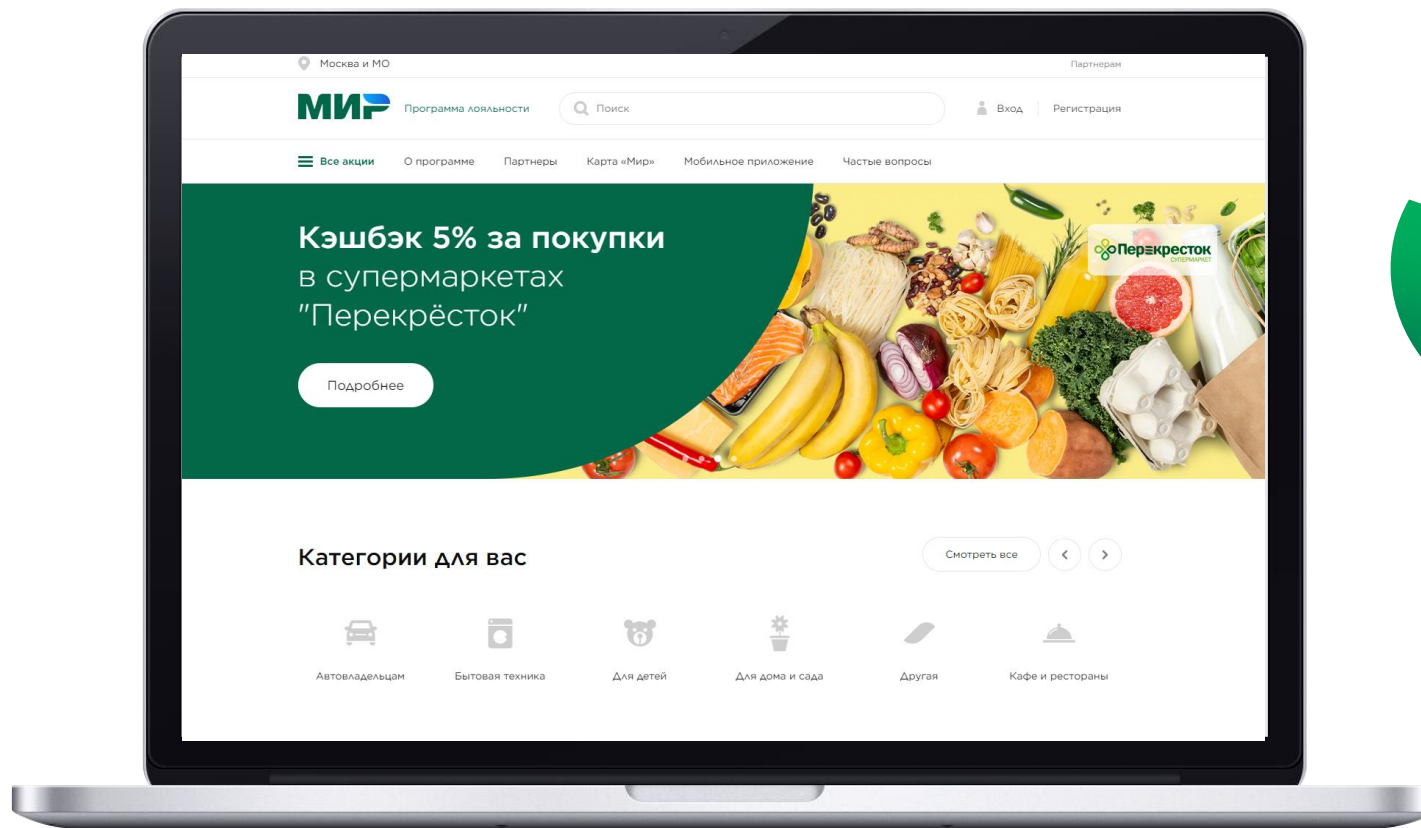 Москва и МО
Партнерам
МИР
Программа лояльности
Поиск
Вход
Регистрация
Все акции
О программе
Партнеры
Карта «Мир»
Мобильное приложение
Частые вопросы
Кэшбэк 5% за покупки
в супермаркетах
"Перекрёсток"
Перекресток
СУПЕРМАРКЕТ
Подробнее
Категории для вас
Смотреть все
Автовладельцам
Бытовая техника
Для детей
Для дома и сада
Другая
Кафе и рестораны